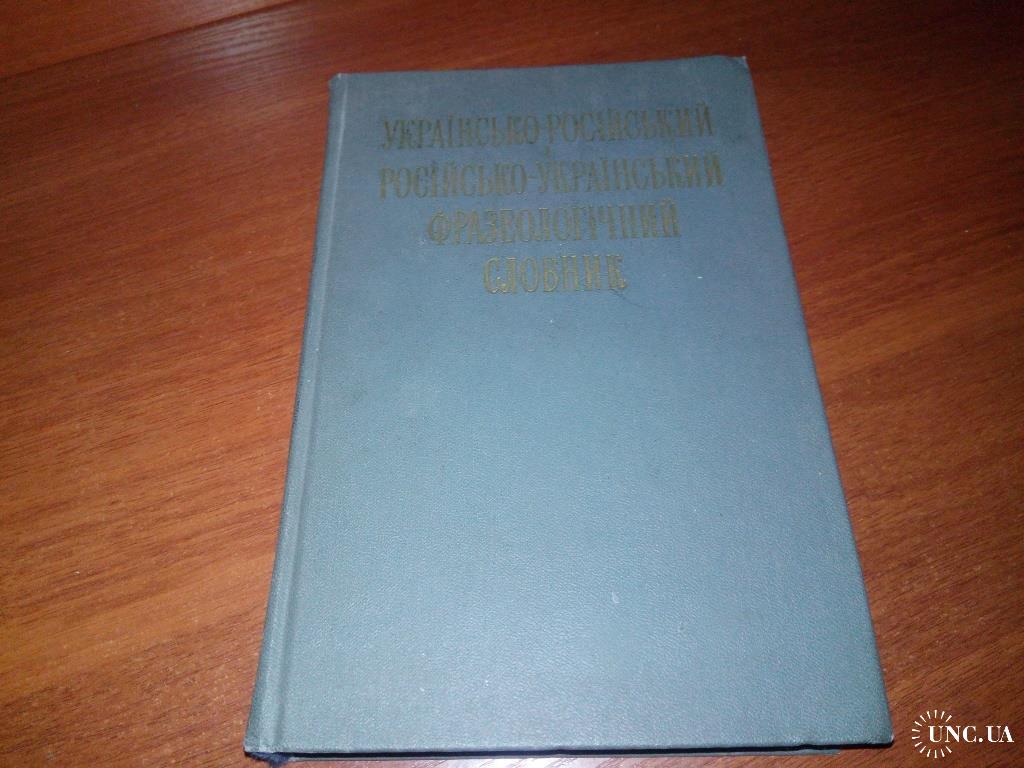 УКРАЇНСЬКО-РОСІЙСЬКИЙ
І
РОСІЙСЬКО-УКРАЇНСЬКИЙ
ФРАЗЕОЛОГІЧНИЙ
СЛОВНИК
UNC.UA